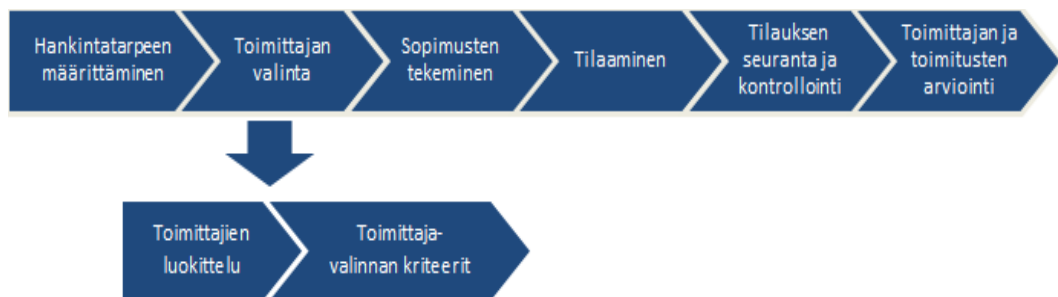 Hankintatarpeen
määrittäminen
Toimittajan
valinta
Sopimusten
tekeminen
Tilaaminen
Tilauksen
seuranta ja
kontrollointi
Toimittajan ja
toimitusten
arviointi
Toimittajien
luokittelu
Toimittaja-
valinnan kriteerit